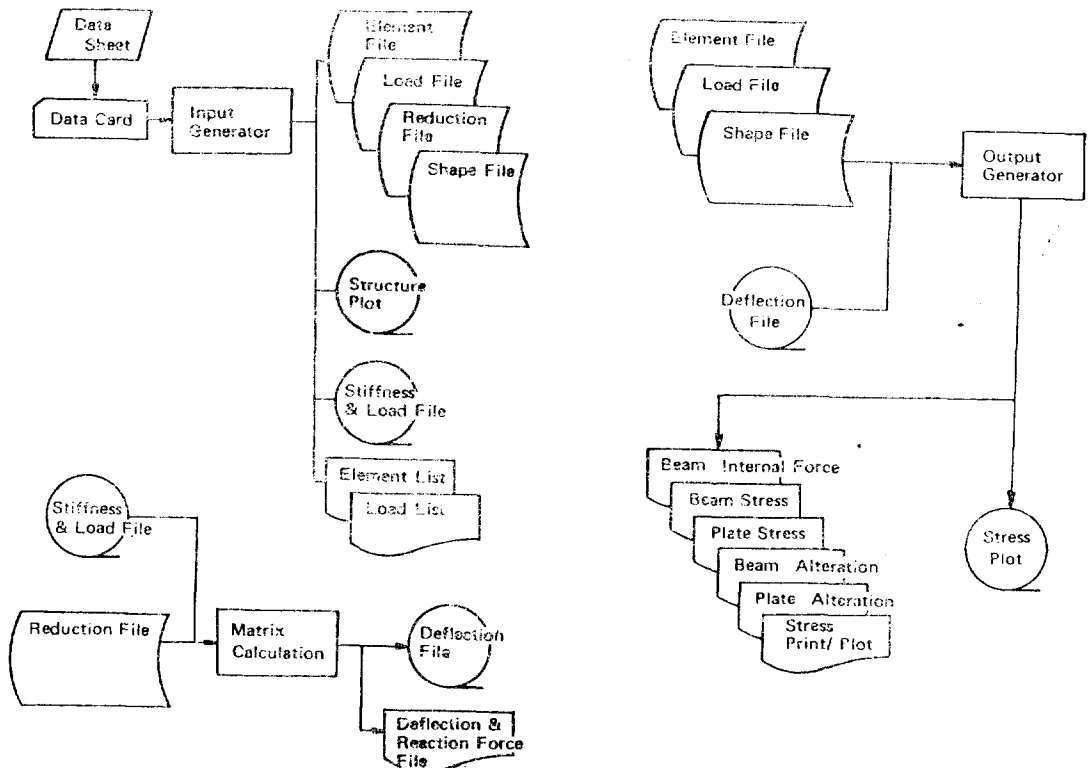 Data
Sheet
Data Card
Input
Generator
Element
File
Load File
Reduction
File
Shape File
Structure
Plot
Stiffness
& Load File
Element List
Load List
Stiffness
& Load File
Reduction File
Matrix
Calculation
Deflection
File
Deflection &
Reaction Force
File
Element File
Load File
Shape File
Output
Generator
Deflection
File
Beam Internal Force
Beam Stress
Plate Stress
Beam Alteration
Plate Alteration
Stress
Print/ Plot
Stress
Plot